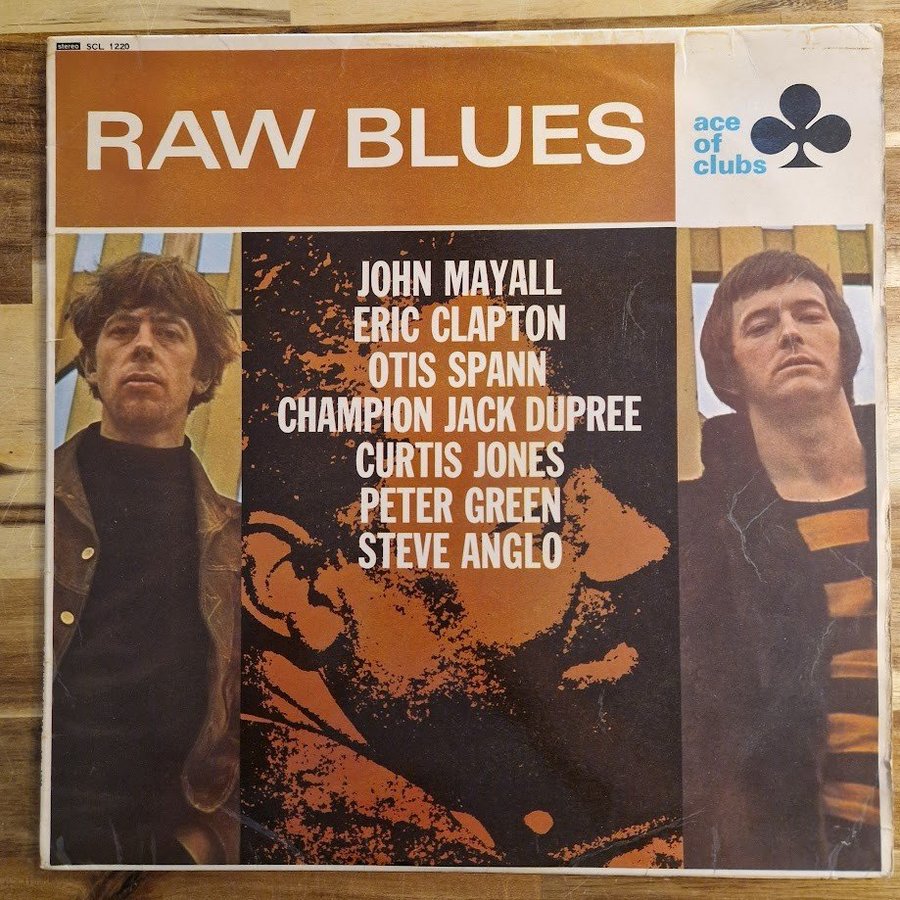 stereo SCL 1220
RAW BLUES
ace
of
clubs
JOHN MAYALL
ERIC CLAPTON
OTIS SPANN
CHAMPION JACK DUPREE
CURTIS JONES
PETER GREEN
STEVE ANGLO